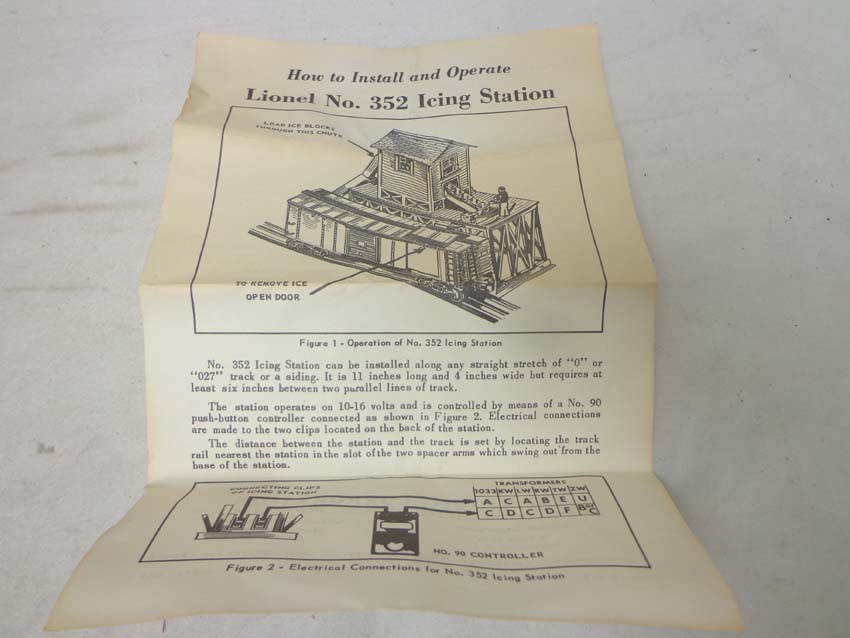 How to Install and Operate
Lionel No. 352 Icing Station
LOAD ICE BLOCKS
THROUGH THIS CHUTE
TO REMOVE ICE
OPEN DOOR
Figure 1 - Operation of No. 352 Icing Station
No. 352 Icing Station can be installed along any straight stretch of "0" or
"027" track or a siding. It is 11 inches long and 4 inches wide but requires at
least six inches between two parallel lines of track.
The station operates on 10-16 volts and is controlled by means of a No. 90
push-button controller connected as shown in Figure 2. Electrical connections
are made to the two clips located on the back of the station.
The distance between the station and the track is set by locating the track
rail nearest the station in the slot of the two spacer arms which swing out from the
base of the station.
CONNECTING CLIPS
OF ICING STATION
TRANSFORMERS
1033 KW LW RW TW ZW
A C A B E U
C D C D F B or C
NO. 90 CONTROLLER
Figure 2 - Electrical Connections for No. 352 Icing Station